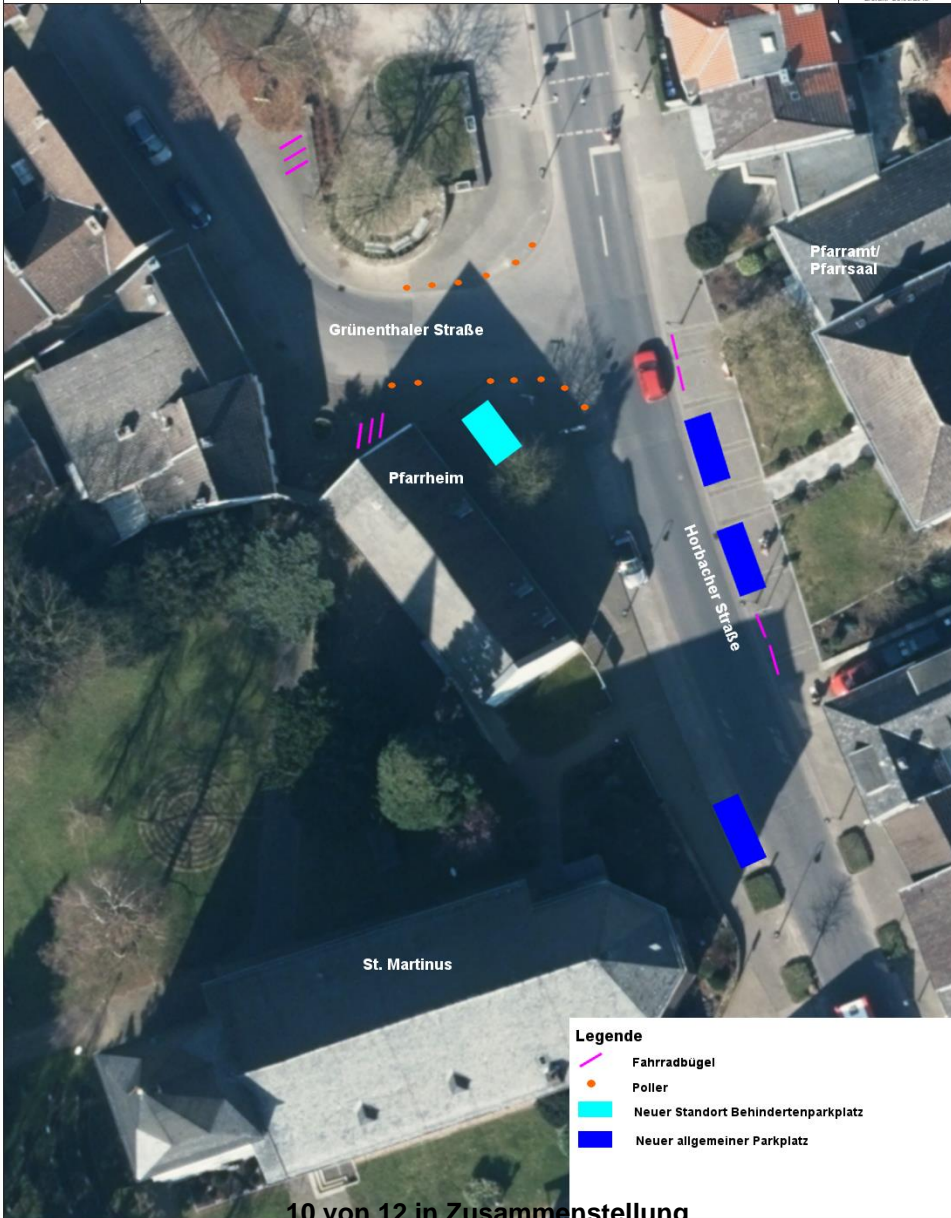 Pfarramt/
Pfarrsaal
Grünenthaler Straße
Pfarrheim
Horbacher Straße
St. Martinus
Legende
Fahrradbügel
Poller
Neuer Standort Behindertenparkplatz
Neuer allgemeiner Parkplatz
10 von 12 in Zusammenstellung